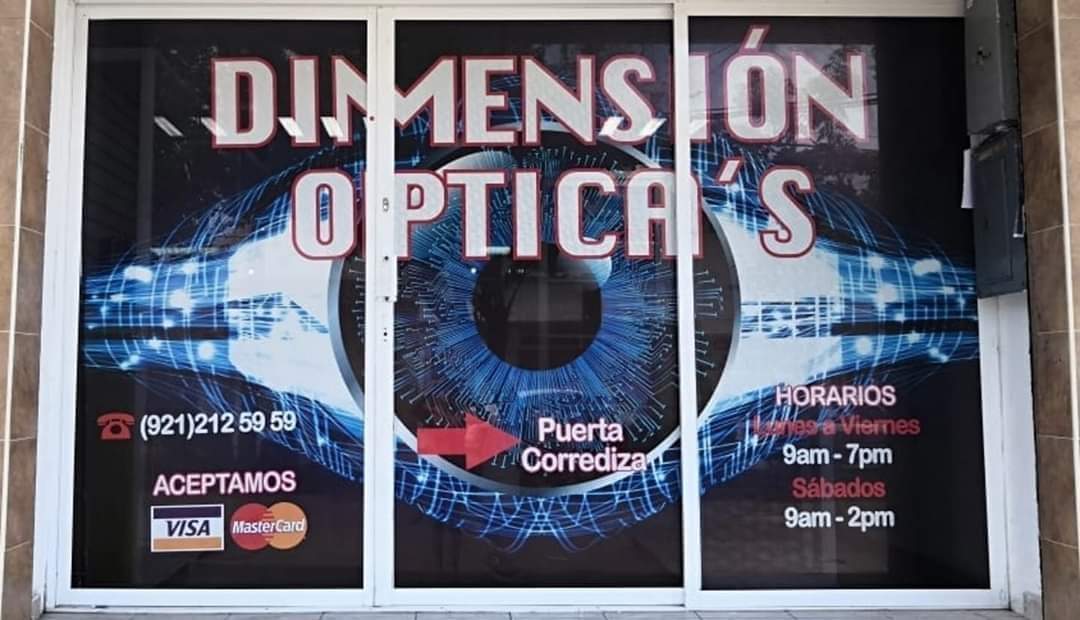 DIMENSIÓN
OPTICA´S
(921)212 59 59
ACEPTAMOS
VISA
MasterCard
Puerta
Corrediza
HORARIOS
Lunes a Viernes
9am - 7pm
Sábados
9am - 2pm